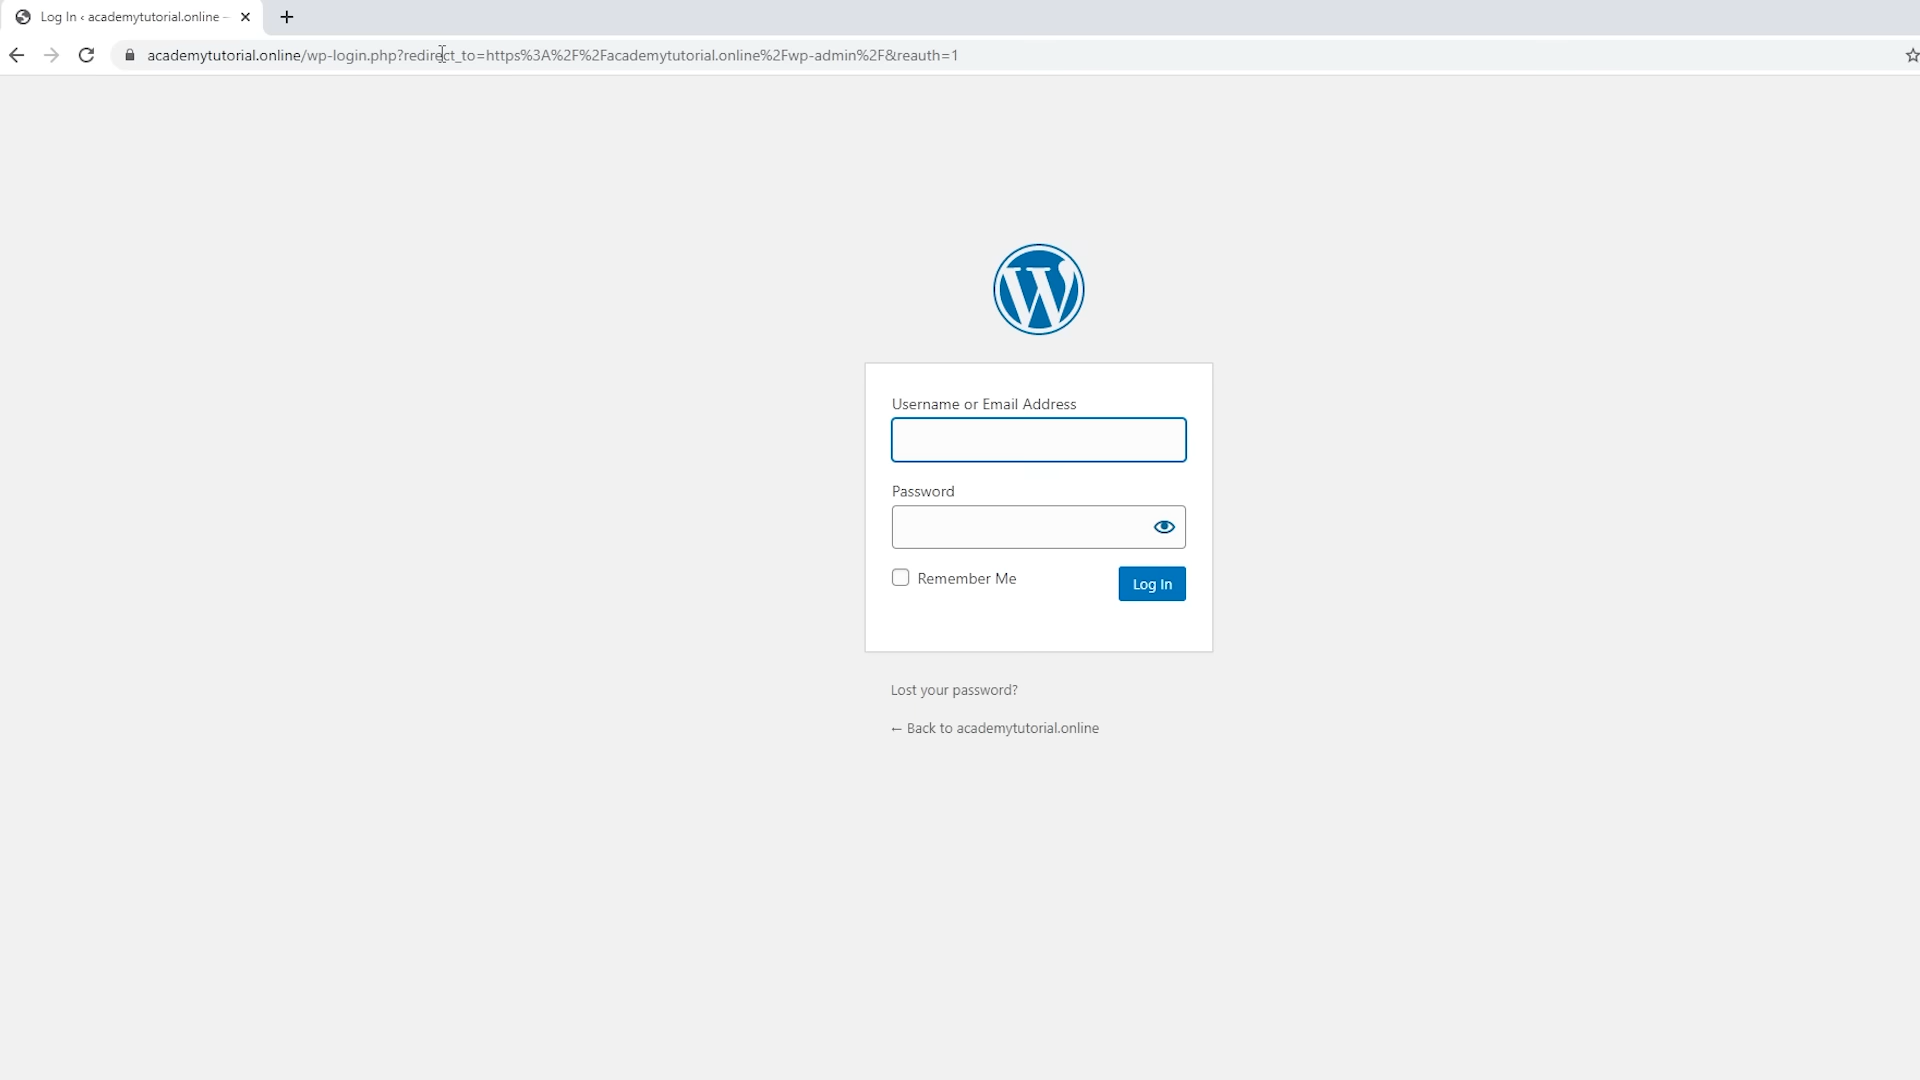 Log In ‹ academytutorial.online –
academytutorial.online/wp-login.php?redirect_to=https%3A%2F%2Facademytutorial.online%2Fwp-admin%2F&reauth=1
Username or Email Address
Password
Remember Me
Log In
Lost your password?
← Back to academytutorial.online